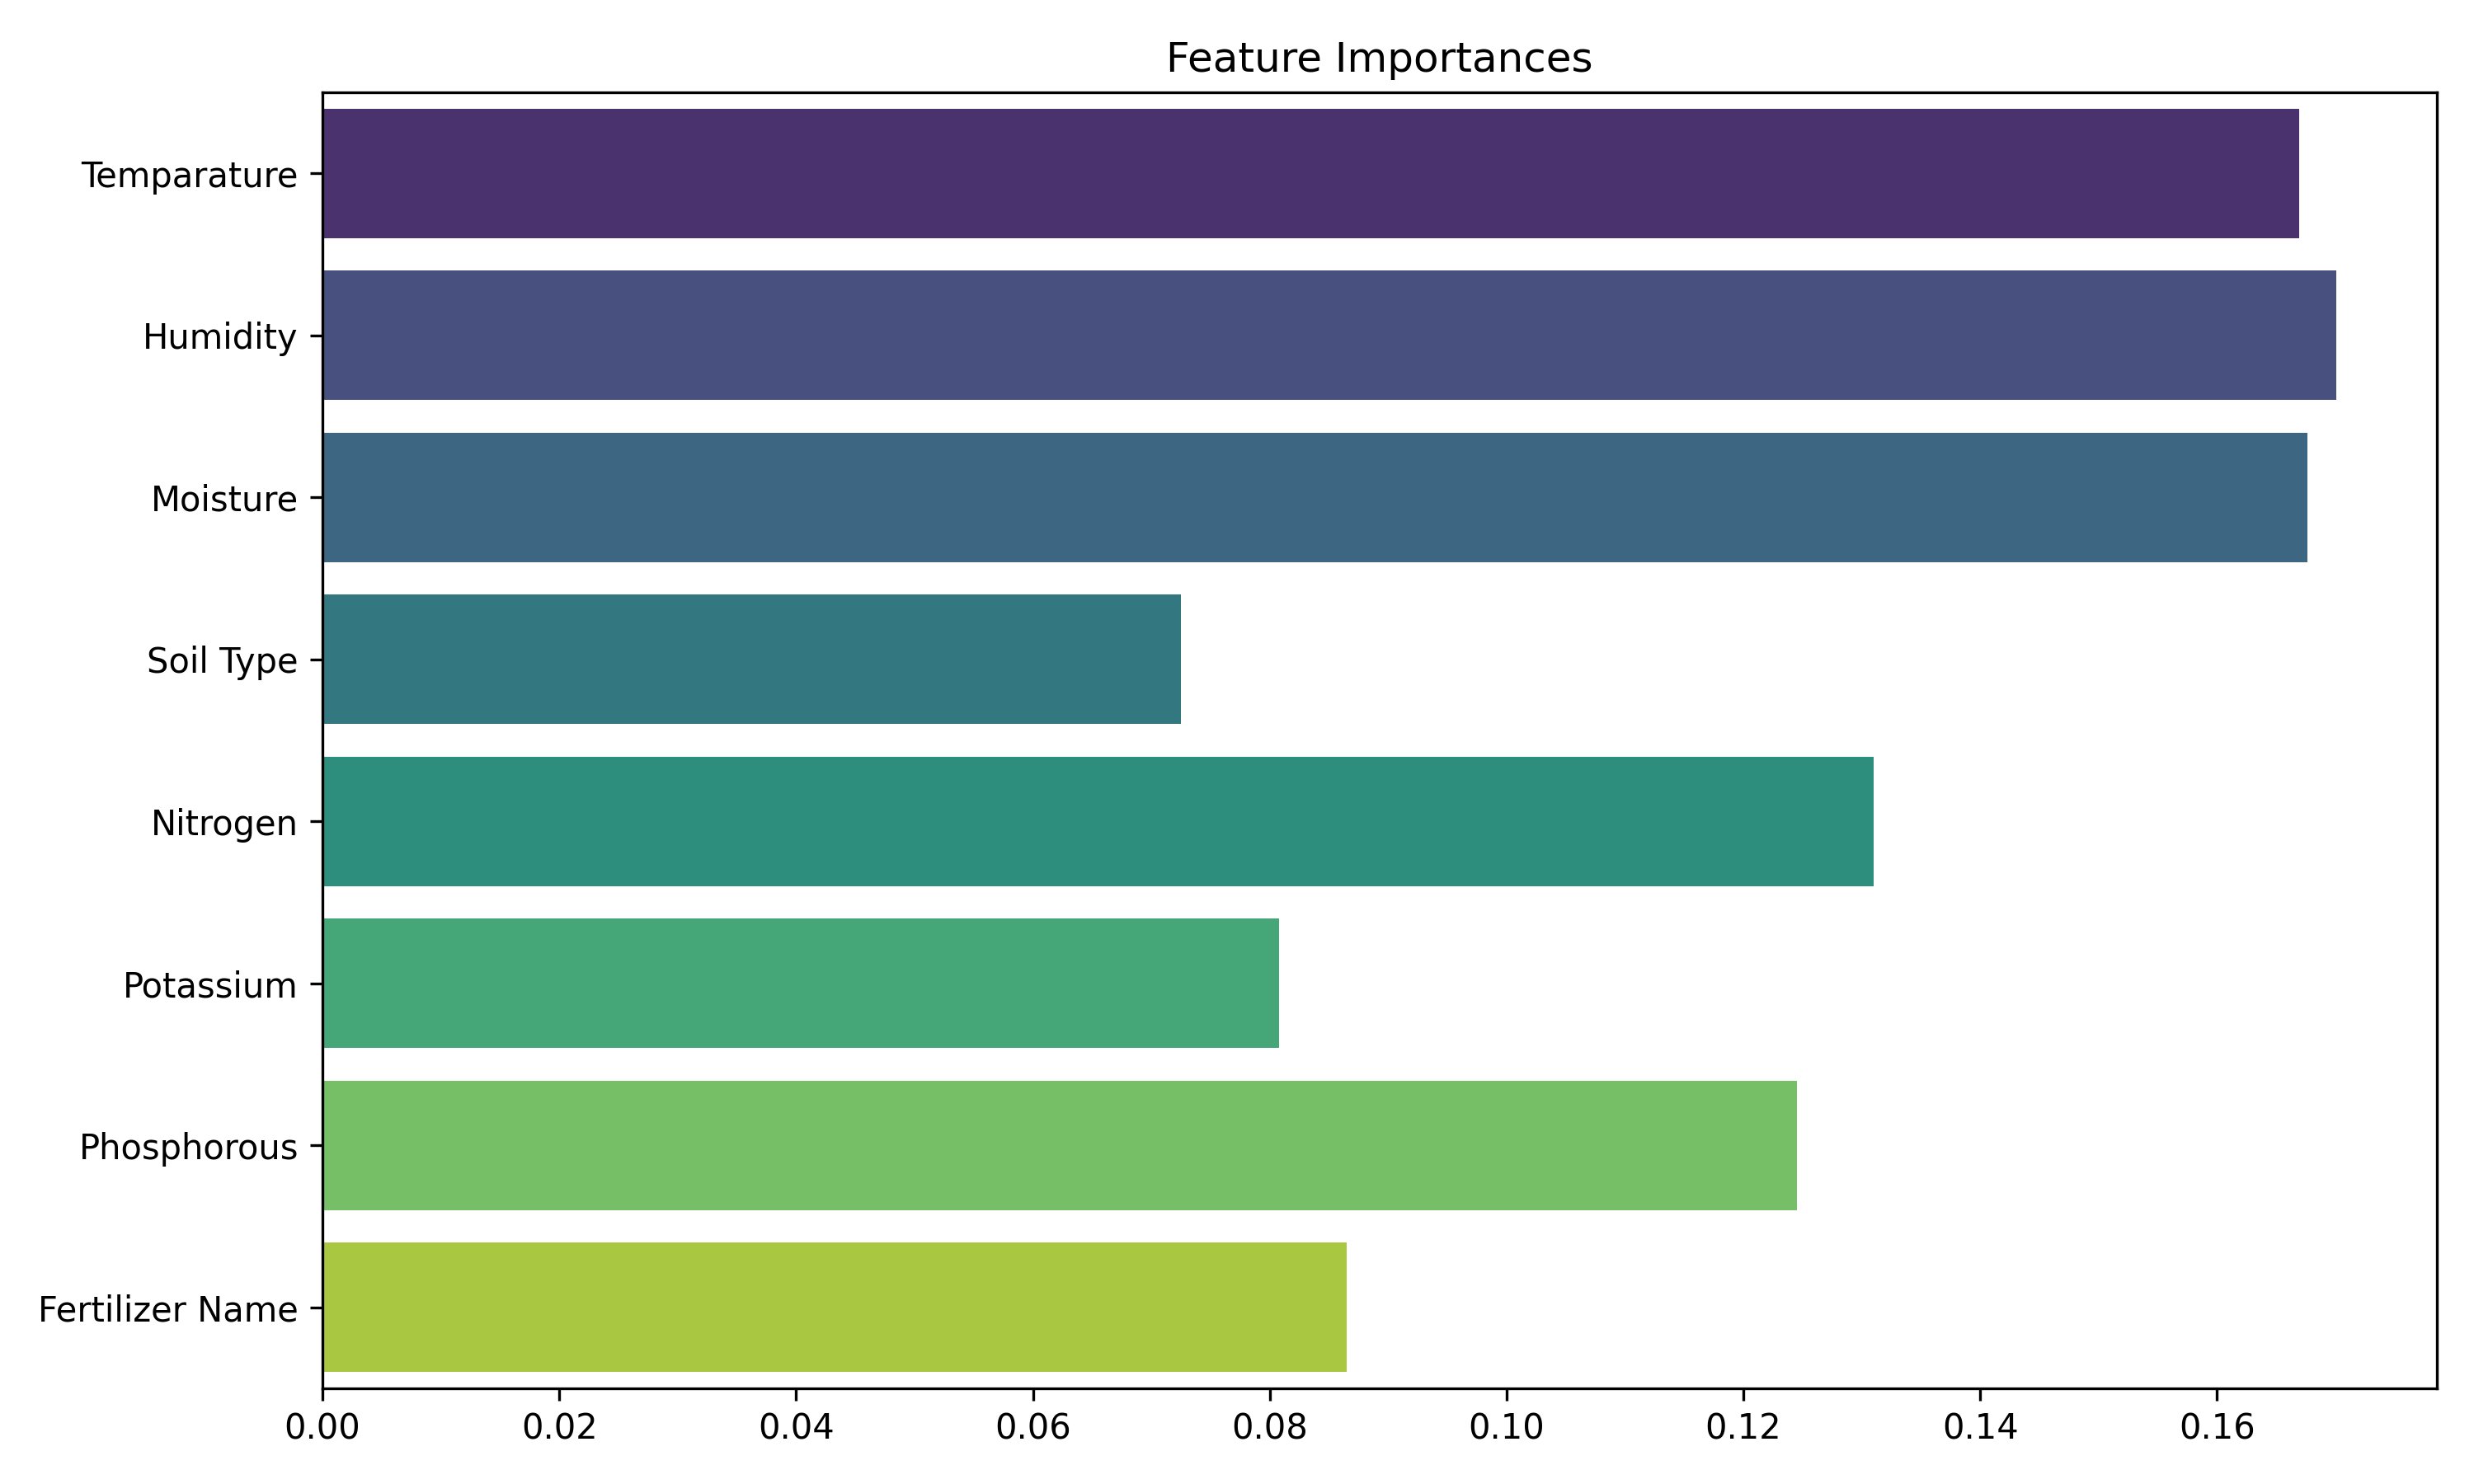 Feature Importances
Temparature
Humidity
Moisture
Soil Type
Nitrogen
Potassium
Phosphorous
Fertilizer Name
0.00 0.02 0.04 0.06 0.08 0.10 0.12 0.14 0.16